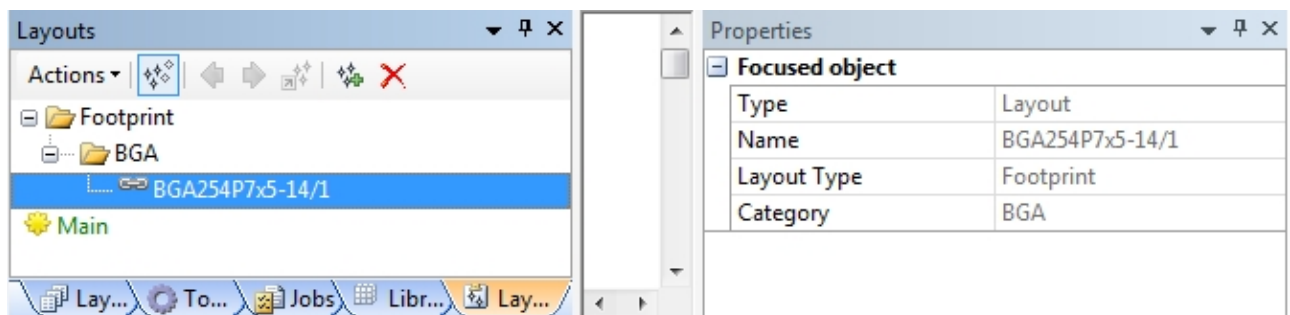 Layouts
Actions
Footprint
BGA
BGA254P7x5-14/1
Main
Lay...
To...
Jobs
Libr...
Lay...
Properties
Focused object
Type Layout
Name BGA254P7x5-14/1
Layout Type Footprint
Category BGA